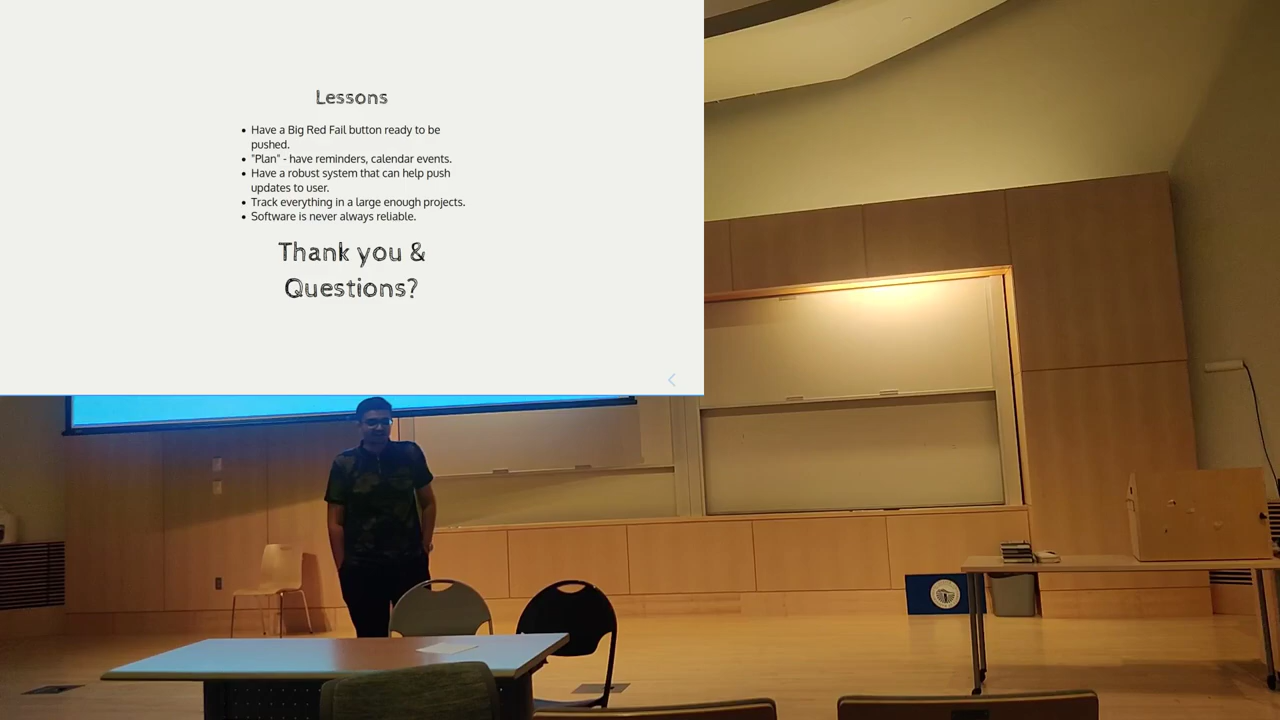 Lessons
Have a Big Red Fail button ready to be
pushed.
"Plan" - have reminders, calendar events.
Have a robust system that can help push
updates to user.
Track everything in a large enough projects.
Software is never always reliable.
Thank you &
Questions?